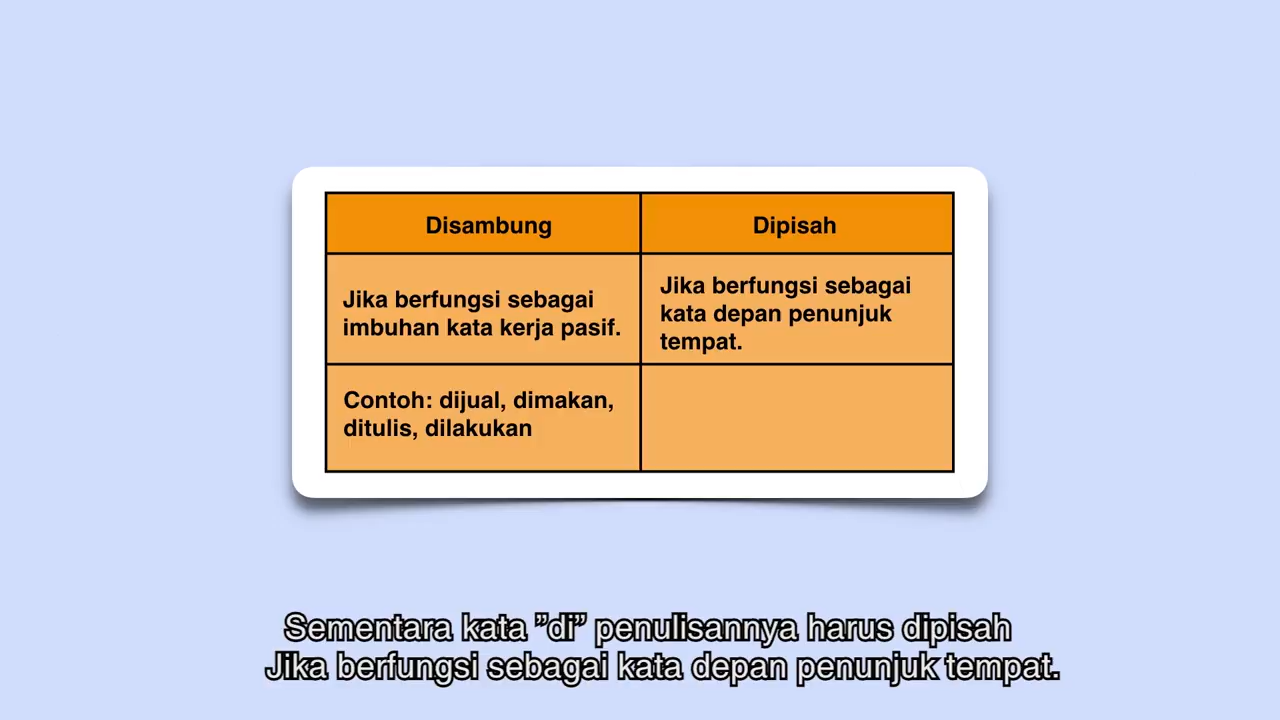 Disambung
Dipisah
Jika berfungsi sebagai
imbuhan kata kerja pasif.
Jika berfungsi sebagai
kata depan penunjuk
tempat.
Contoh: dijual, dimakan,
ditulis, dilakukan
Sementara kata ”di” penulisannya harus dipisah
Jika berfungsi sebagai kata depan penunjuk tempat.